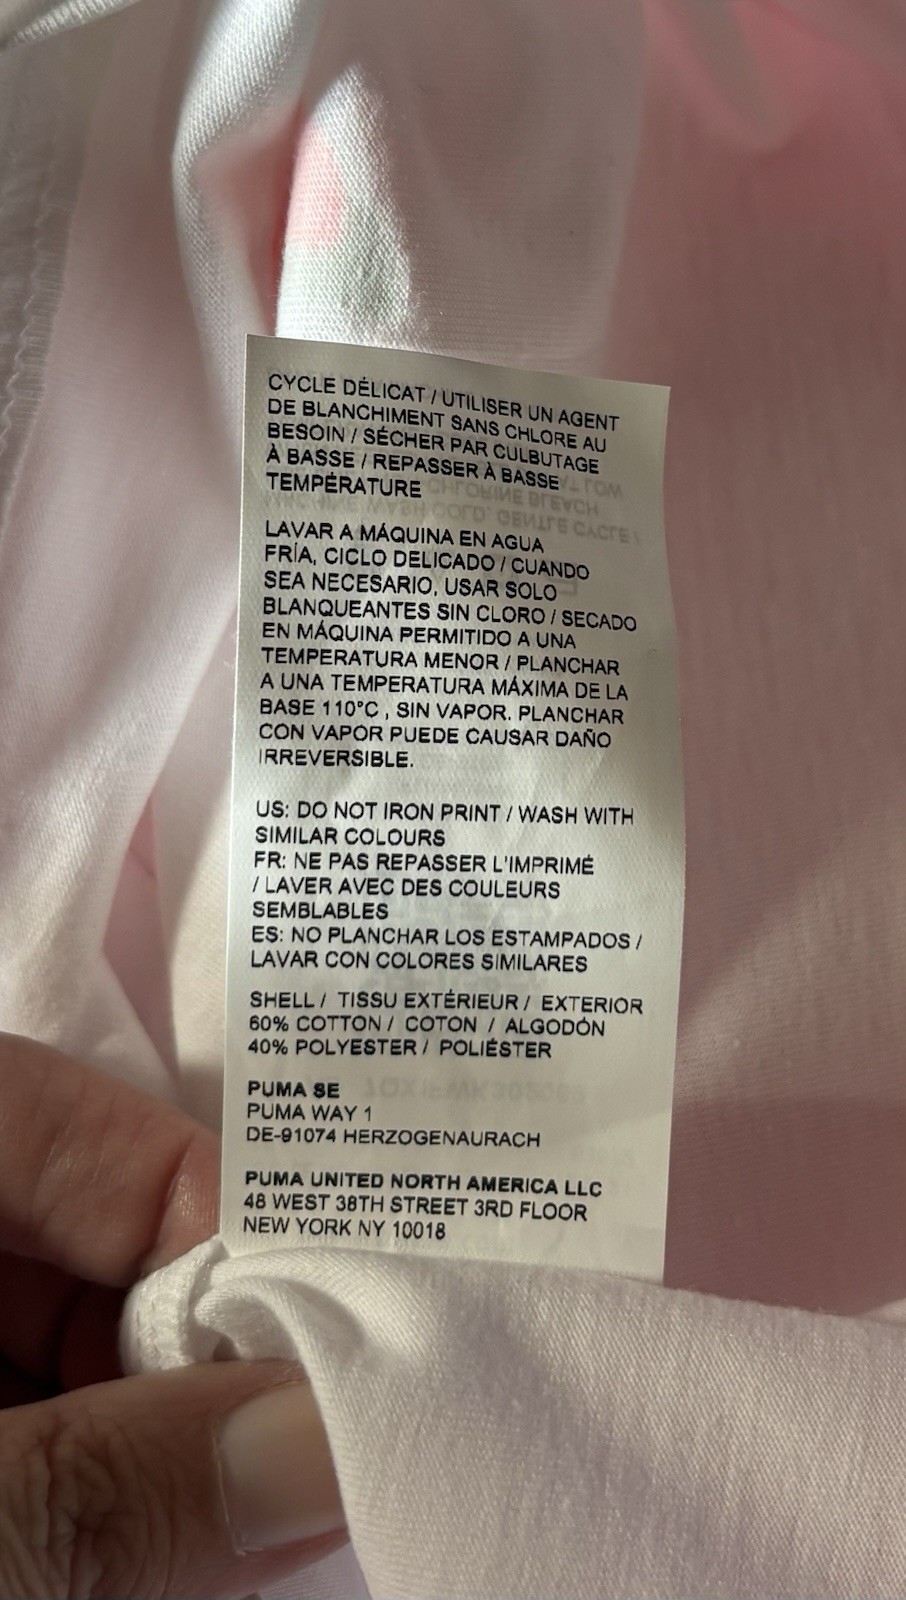 CYCLE DÉLICAT / UTILISER UN AGENT
DE BLANCHIMENT SANS CHLORE AU
BESOIN / SÉCHER PAR CULBUTAGE
À BASSE / REPASSER À BASSE
TEMPÉRATURE
LAVAR A MÁQUINA EN AGUA
FRÍA, CICLO DELICADO / CUANDO
SEA NECESARIO, USAR SOLO
BLANQUEANTES SIN CLORO / SECADO
EN MÁQUINA PERMITIDO A UNA
TEMPERATURA MENOR / PLANCHAR
A UNA TEMPERATURA MÁXIMA DE LA
BASE 110°C , SIN VAPOR. PLANCHAR
CON VAPOR PUEDE CAUSAR DAÑO
IRREVERSIBLE.
US: DO NOT IRON PRINT / WASH WITH
SIMILAR COLOURS
FR: NE PAS REPASSER L'IMPRIMÉ
/ LAVER AVEC DES COULEURS
SEMBLABLES
ES: NO PLANCHAR LOS ESTAMPADOS /
LAVAR CON COLORES SIMILARES
SHELL / TISSU EXTÉRIEUR / EXTERIOR
60% COTTON / COTON / ALGODÓN
40% POLYESTER / POLIÉSTER
PUMA SE
PUMA WAY 1
DE-91074 HERZOGENAURACH
PUMA UNITED NORTH AMERICA LLC
48 WEST 38TH STREET 3RD FLOOR
NEW YORK NY 10018